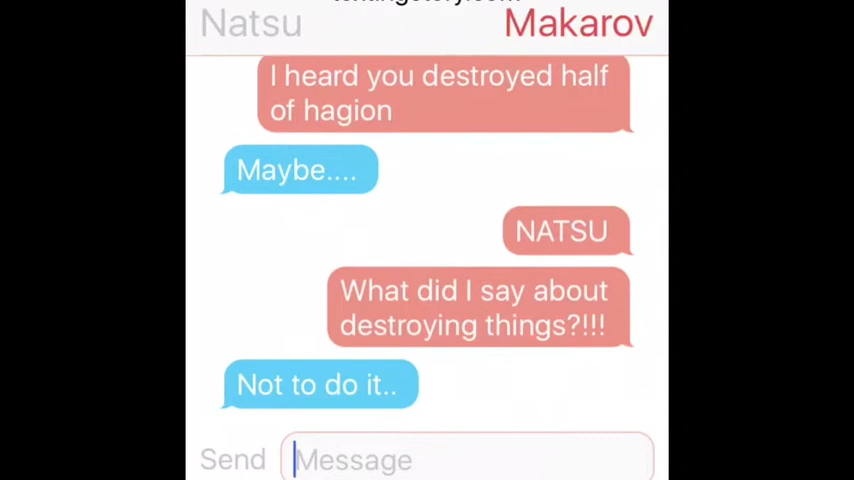 Natsu
Makarov
I heard you destroyed half
of hagion
Maybe....
NATSU
What did I say about
destroying things?!!!
Not to do it..
Send
Message